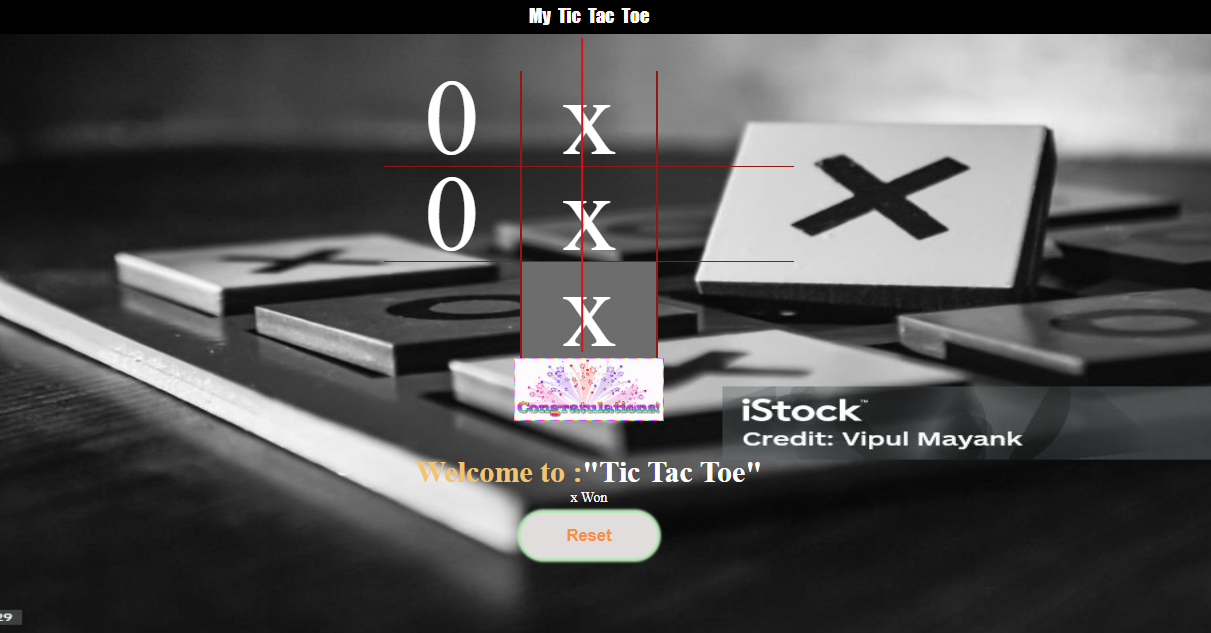 My Tic Tac Toe
0 x
0 x
x
Congratulations!
iStock™
Credit: Vipul Mayank
Welcome to :"Tic Tac Toe"
x Won
Reset
29